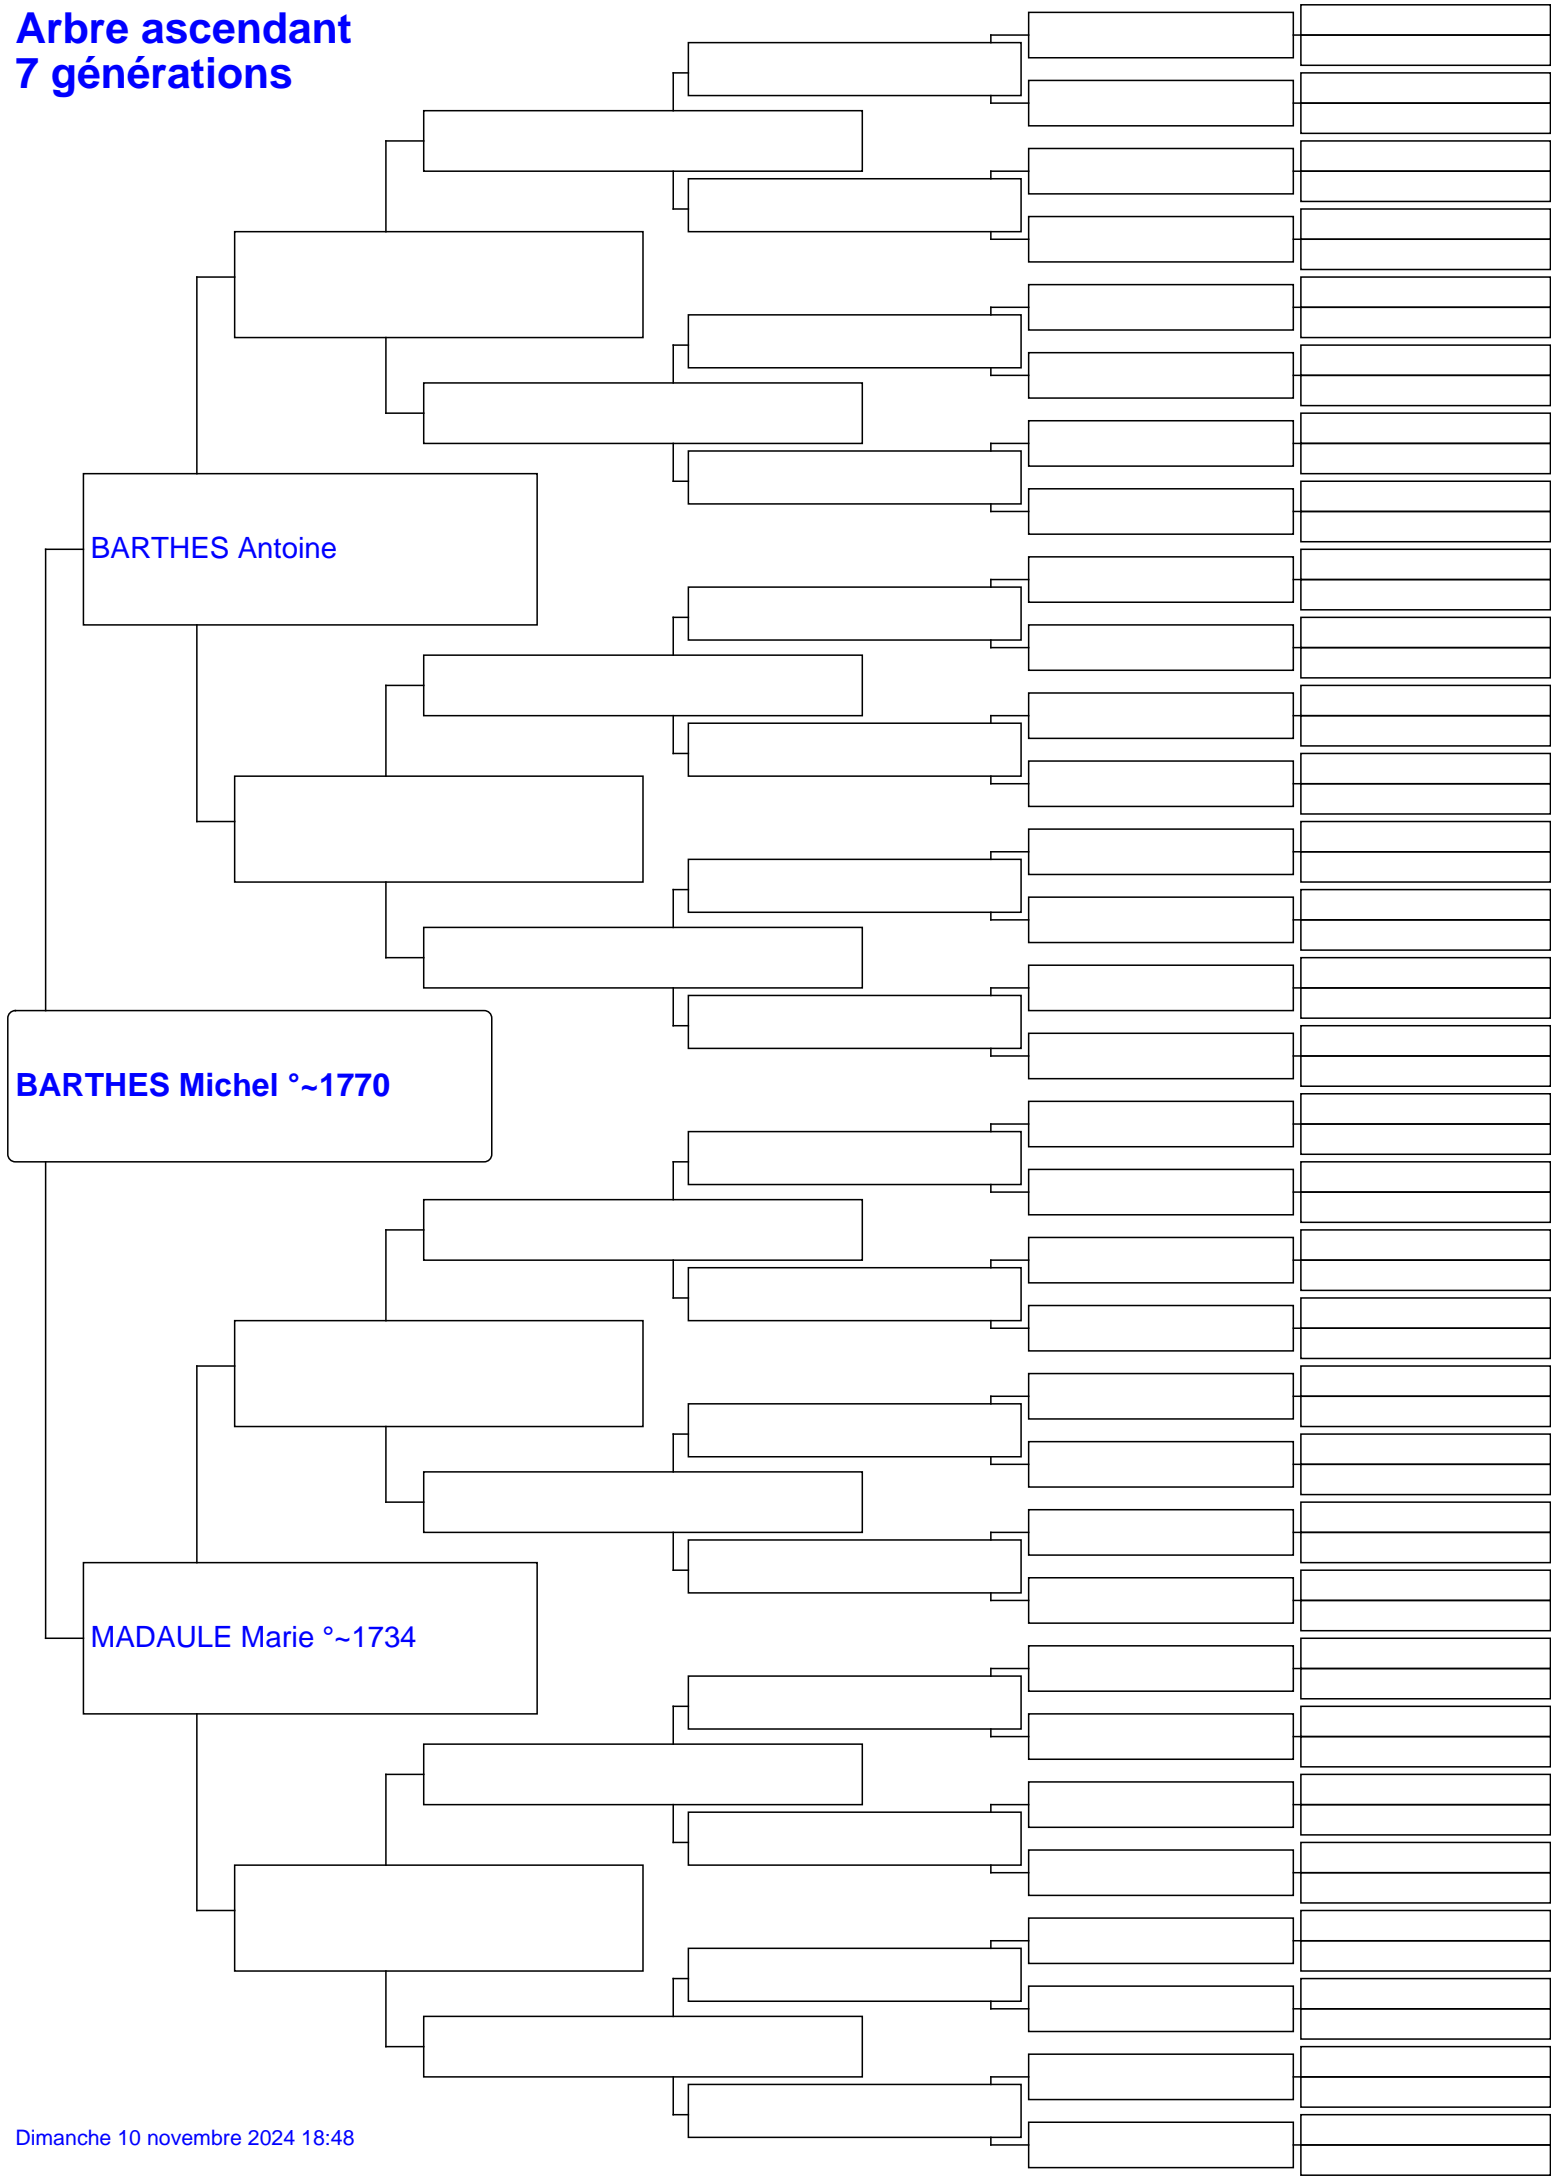 Arbre ascendant
7 générations
BARTHES Antoine
BARTHES Michel °~1770
MADAULE Marie °~1734
Dimanche 10 novembre 2024 18:48